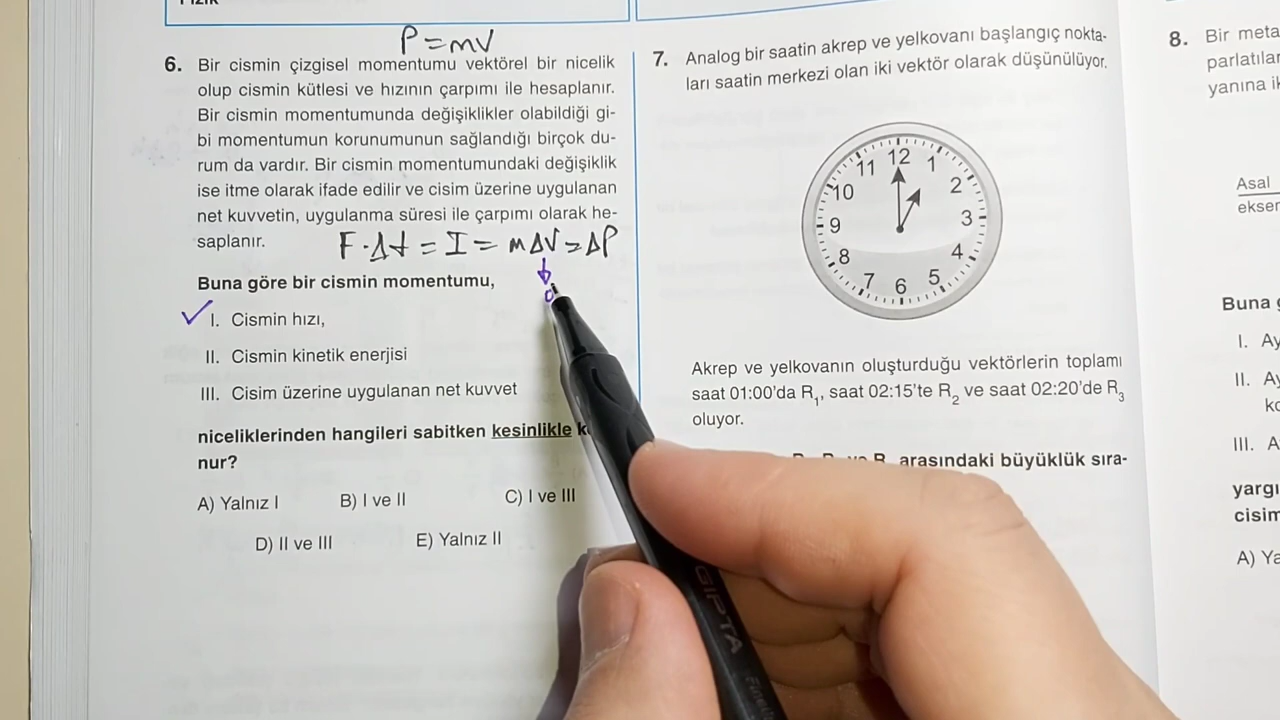 Fizik
P = mV
6. Bir cismin çizgisel momentumu vektörel bir nicelik
olup cismin kütlesi ve hızının çarpımı ile hesaplanır.
Bir cismin momentumunda değişiklikler olabildiği gi-
bi momentumun korunumunun sağlandığı birçok du-
rum da vardır. Bir cismin momentumundaki değişiklik
ise itme olarak ifade edilir ve cisim üzerine uygulanan
net kuvvetin, uygulanma süresi ile çarpımı olarak he-
saplanır.
F · Δt = I = mΔV = ΔP
0
Buna göre bir cismin momentumu,
✓ I. Cismin hızı,
II. Cismin kinetik enerjisi
III. Cisim üzerine uygulanan net kuvvet
niceliklerinden hangileri sabitken kesinlikle
nur?
A) Yalnız I B) I ve II C) I ve III
D) II ve III E) Yalnız II
7. Analog bir saatin akrep ve yelkovanı başlangıç nokta-
ları saatin merkezi olan iki vektör olarak düşünülüyor.
12
1
2
3
4
5
6
7
8
9
10
11
Akrep ve yelkovanın oluşturduğu vektörlerin toplamı
saat 01:00'da R₁, saat 02:15'te R₂ ve saat 02:20'de R₃
oluyor.
arasındaki büyüklük sıra-
8. Bir meta
parlatılar
yanına ik
Asal
eksen
Buna
I. Ay
II. Ay
ko
III. A
yargı
cisim
A) Ya
GIPTA